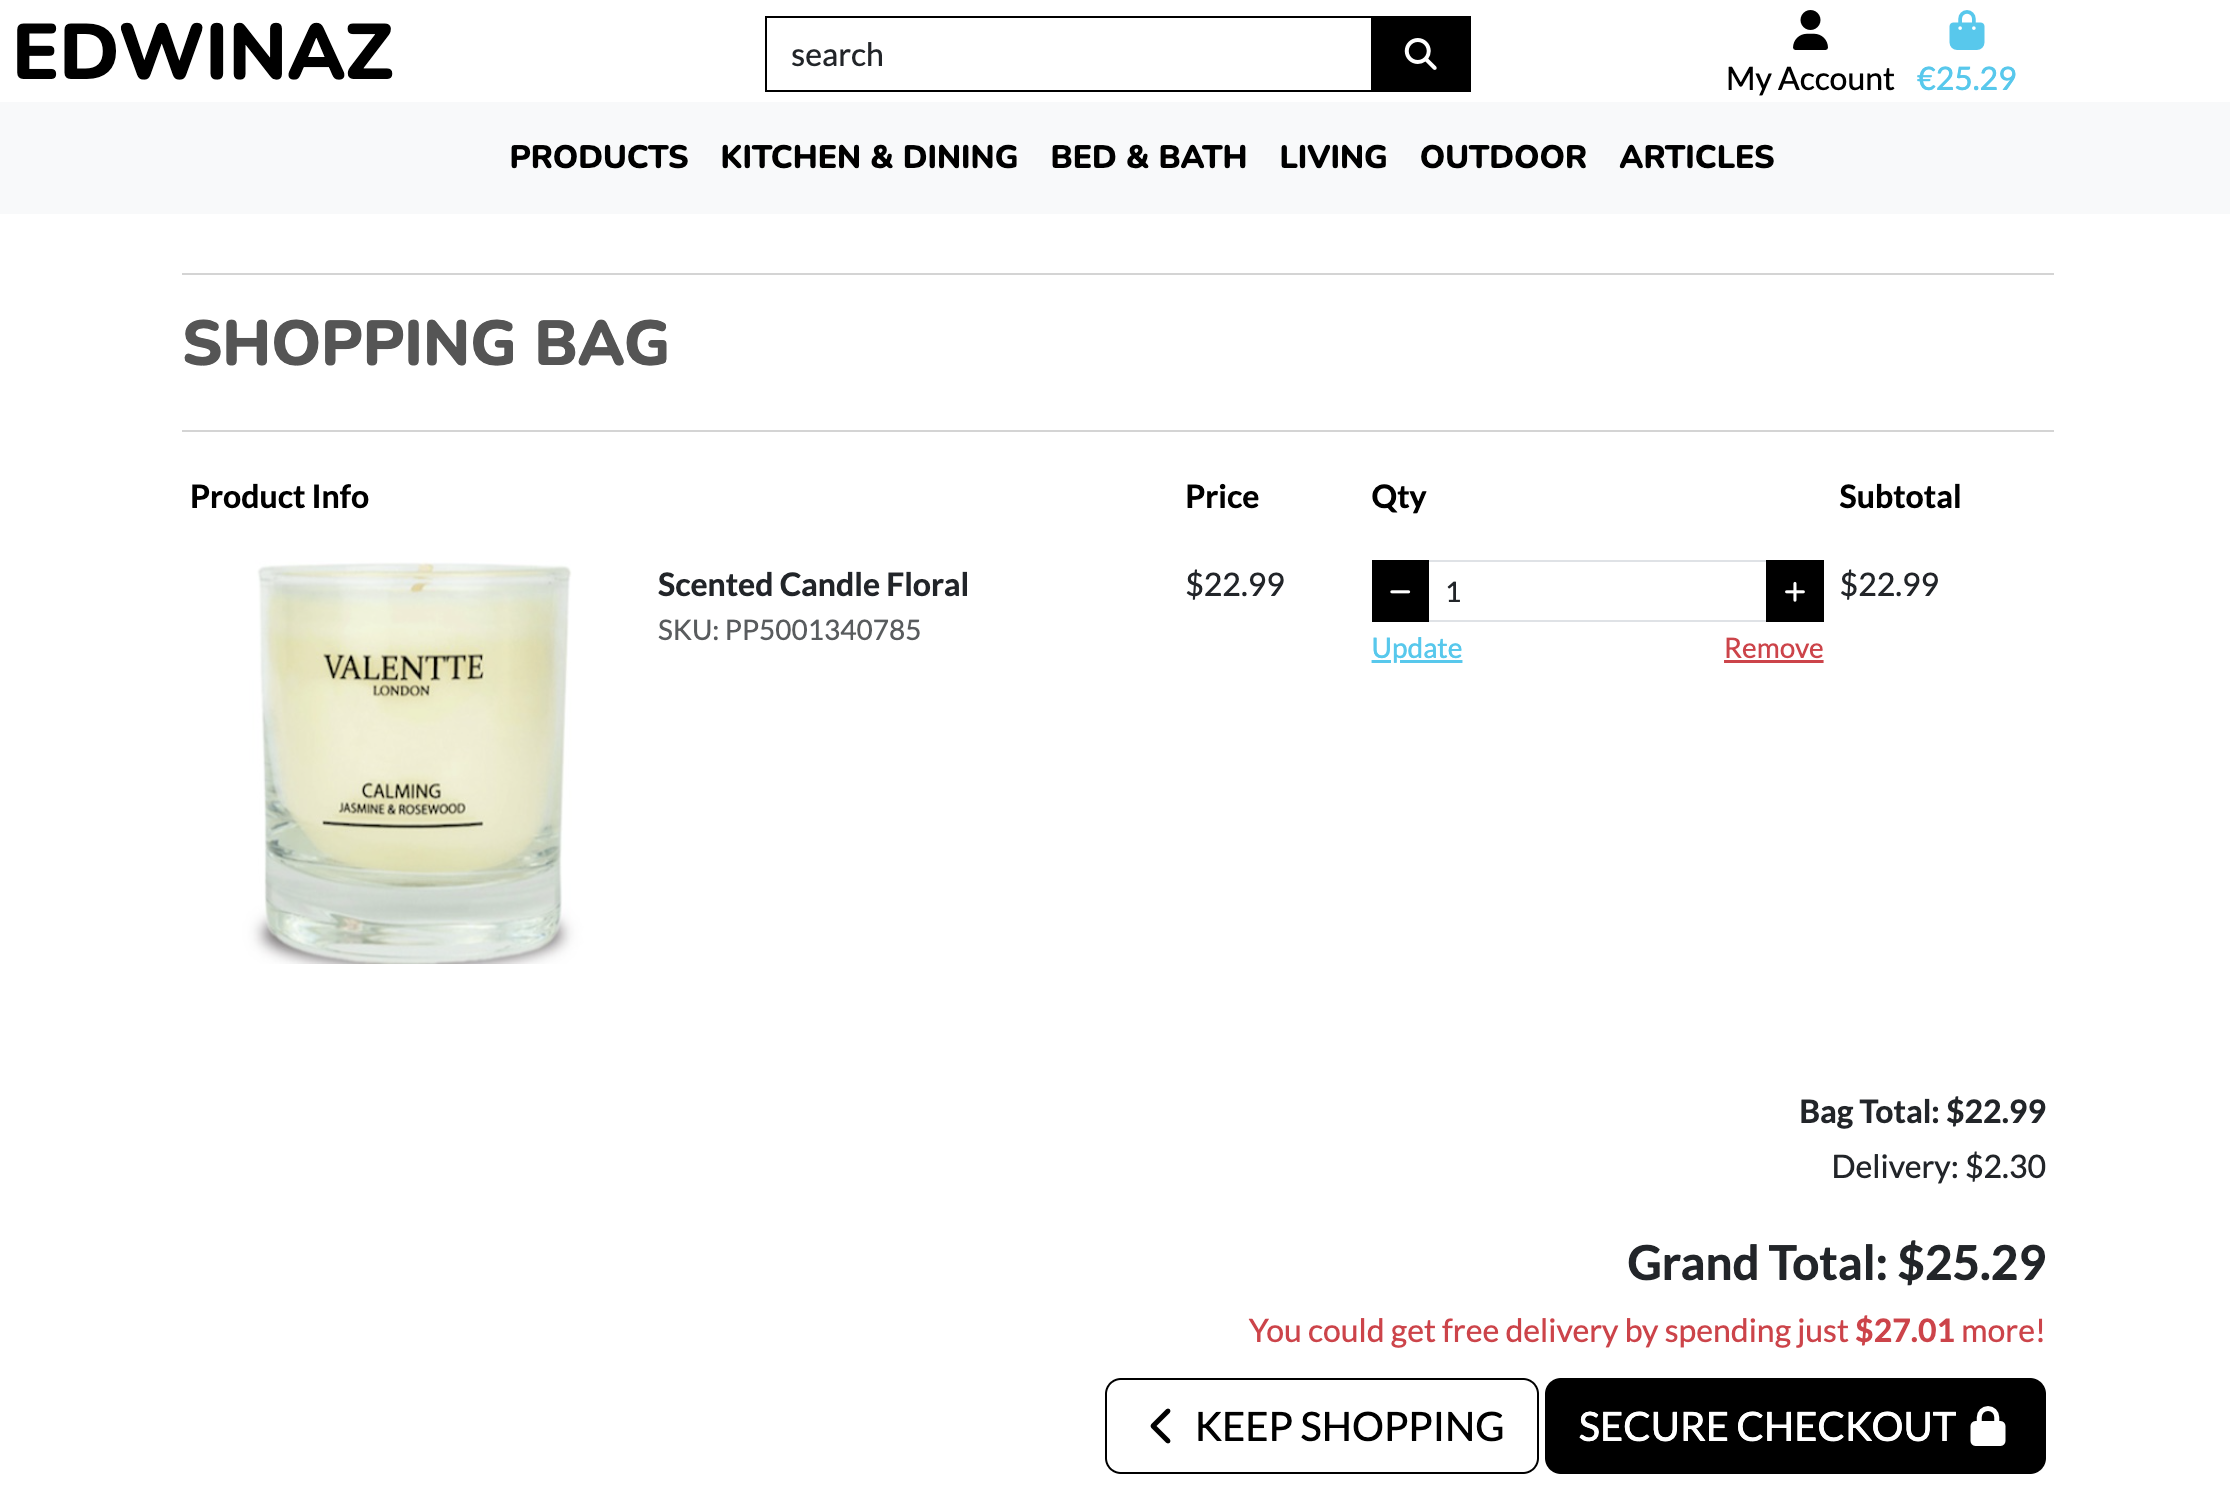 EDWINAZ
search
My Account
€25.29
PRODUCTS KITCHEN & DINING BED & BATH LIVING OUTDOOR ARTICLES
SHOPPING BAG
Product Info Price Qty Subtotal
Scented Candle Floral
SKU: PP5001340785
$22.99
1
Update
Remove
$22.99
VALENTTE
LONDON
CALMING
JASMINE & ROSEWOOD
Bag Total: $22.99
Delivery: $2.30
Grand Total: $25.29
You could get free delivery by spending just $27.01 more!
KEEP SHOPPING
SECURE CHECKOUT